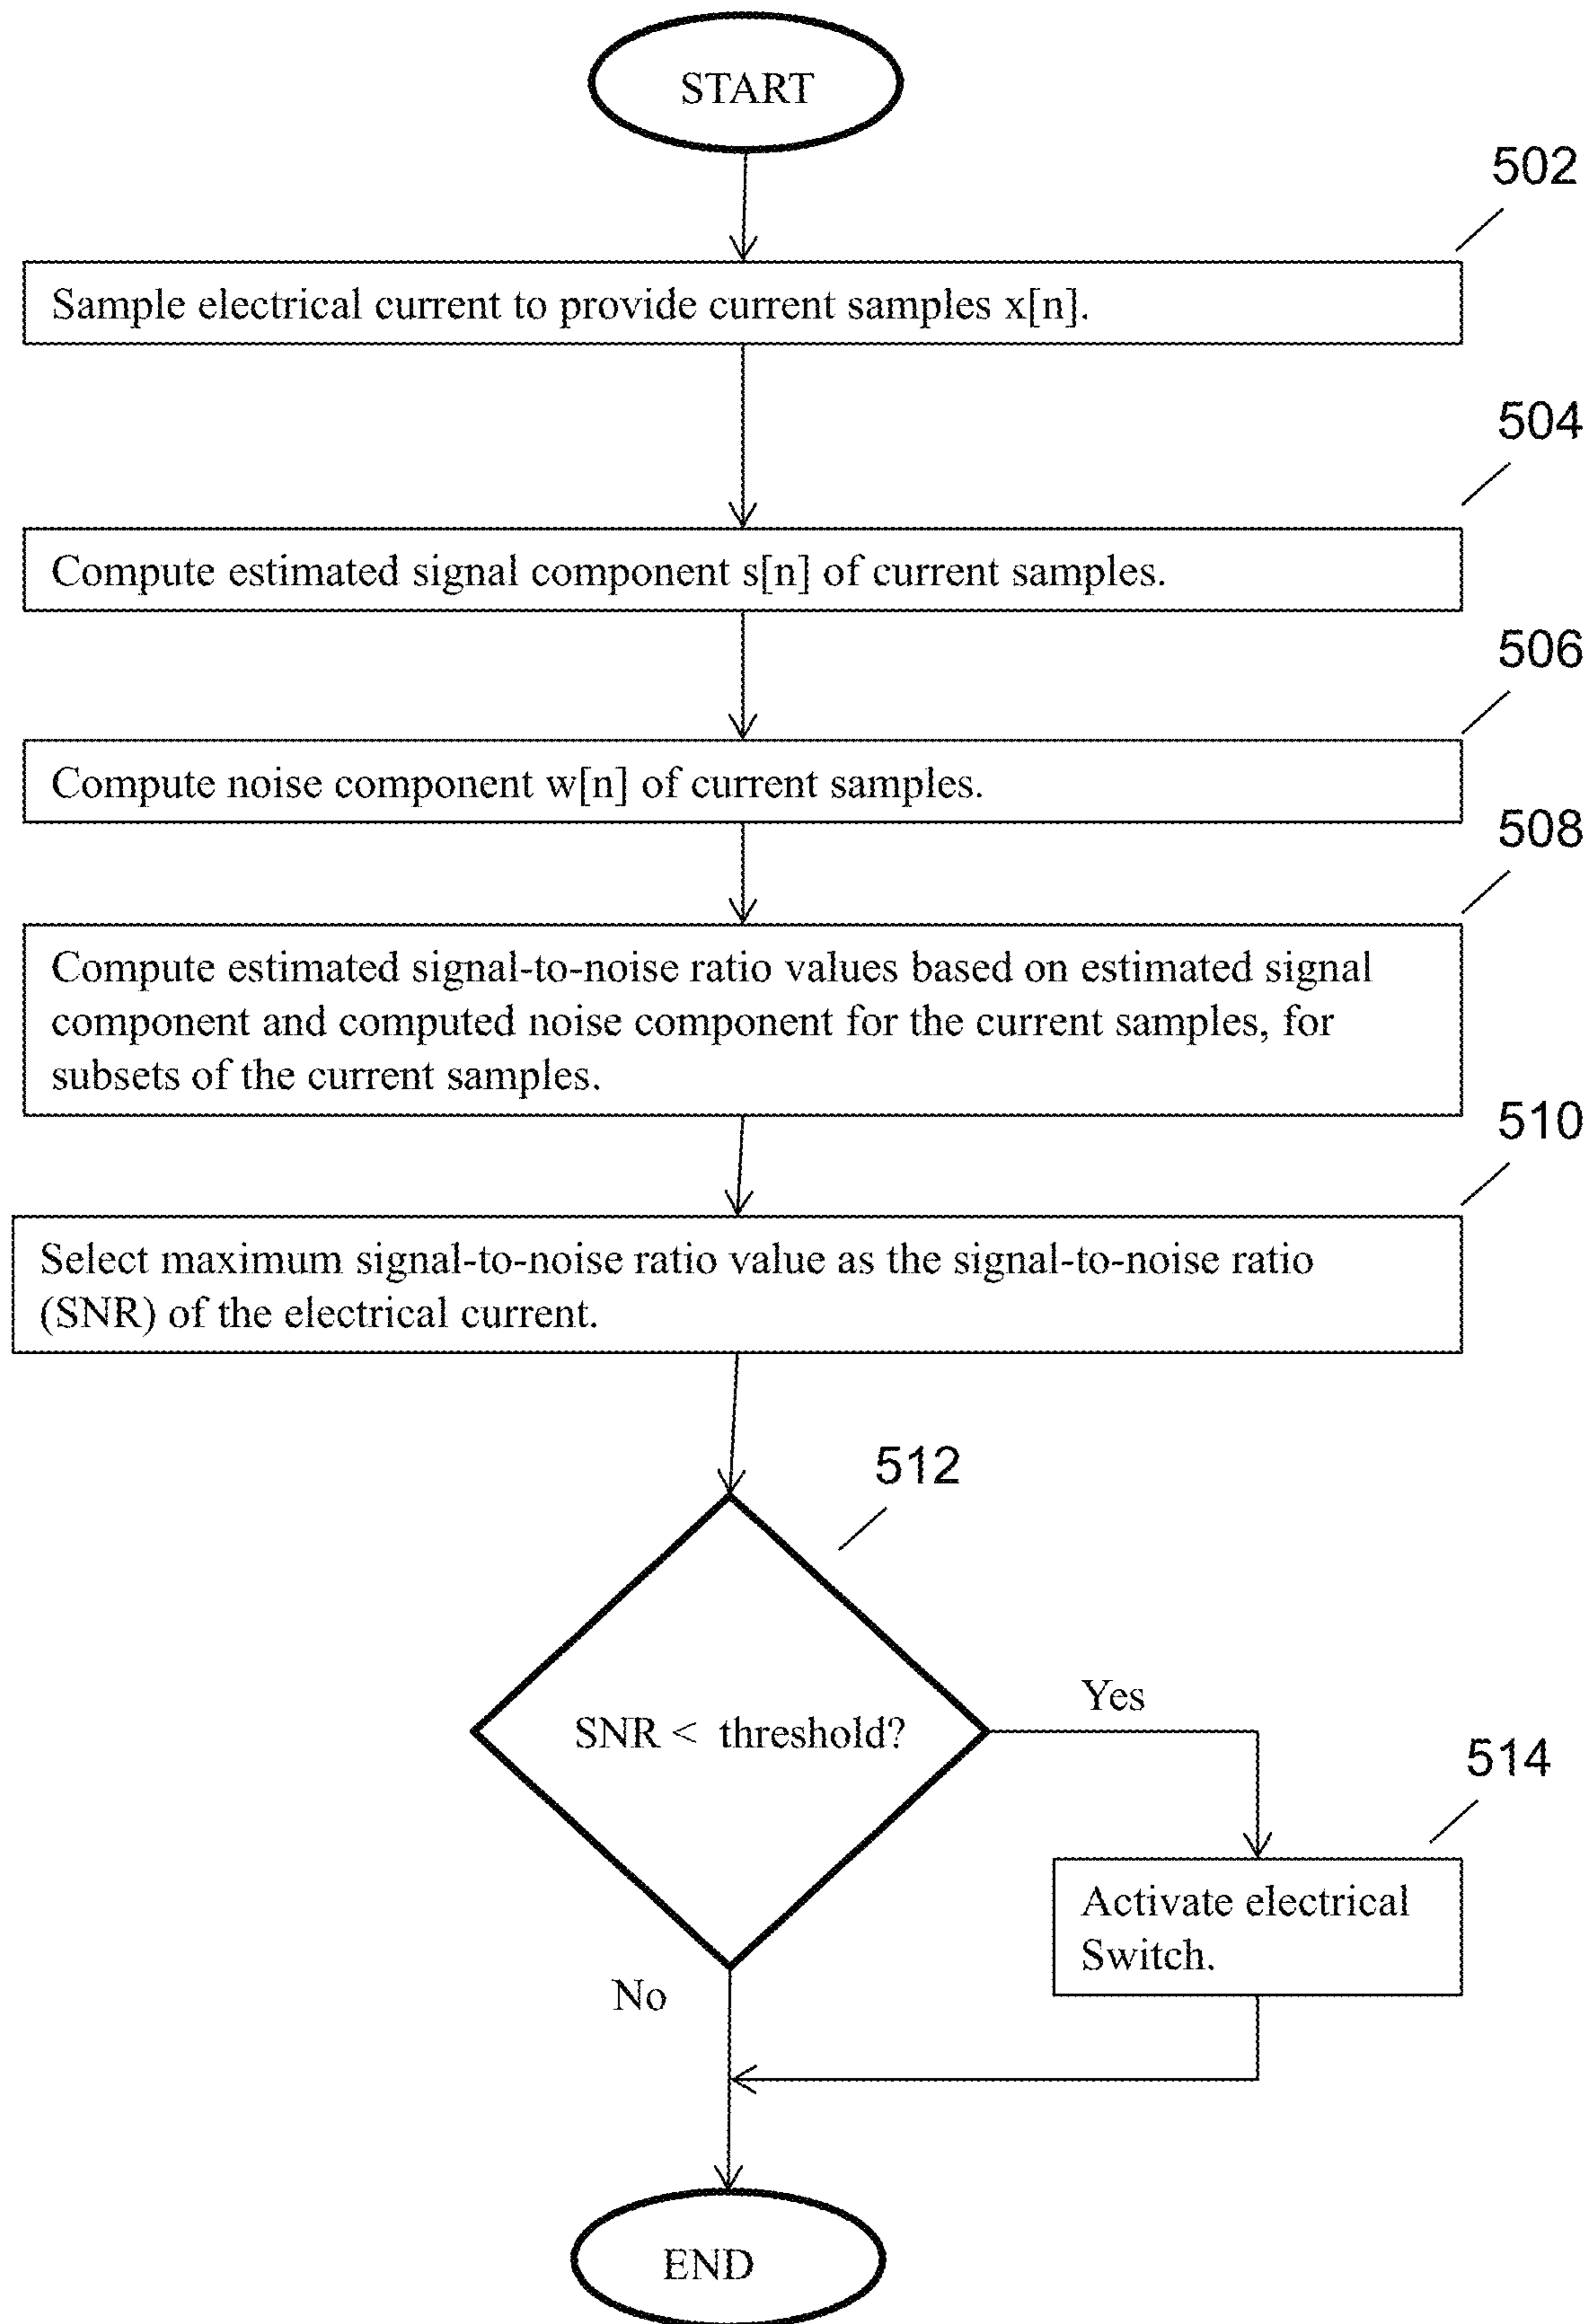 START
502
Sample electrical current to provide current samples x[n].
504
Compute estimated signal component s[n] of current samples.
506
Compute noise component w[n] of current samples.
508
Compute estimated signal-to-noise ratio values based on estimated signal
component and computed noise component for the current samples, for
subsets of the current samples.
510
Select maximum signal-to-noise ratio value as the signal-to-noise ratio
(SNR) of the electrical current.
512
SNR < threshold?
Yes
514
Activate electrical
Switch.
No
END